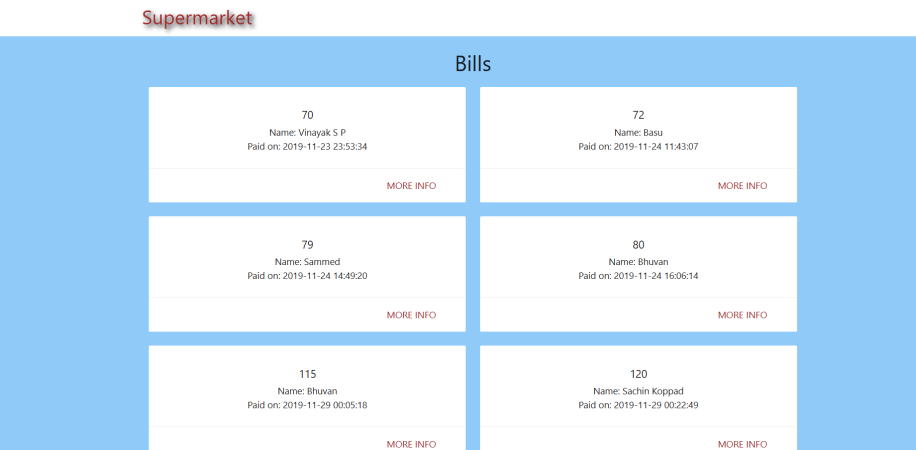 Supermarket
Bills
70
Name: Vinayak S P
Paid on: 2019-11-23 23:53:34
MORE INFO
72
Name: Basu
Paid on: 2019-11-24 11:43:07
MORE INFO
79
Name: Sammed
Paid on: 2019-11-24 14:49:20
MORE INFO
80
Name: Bhuvan
Paid on: 2019-11-24 16:06:14
MORE INFO
115
Name: Bhuvan
Paid on: 2019-11-29 00:05:18
MORE INFO
120
Name: Sachin Koppad
Paid on: 2019-11-29 00:22:49
MORE INFO